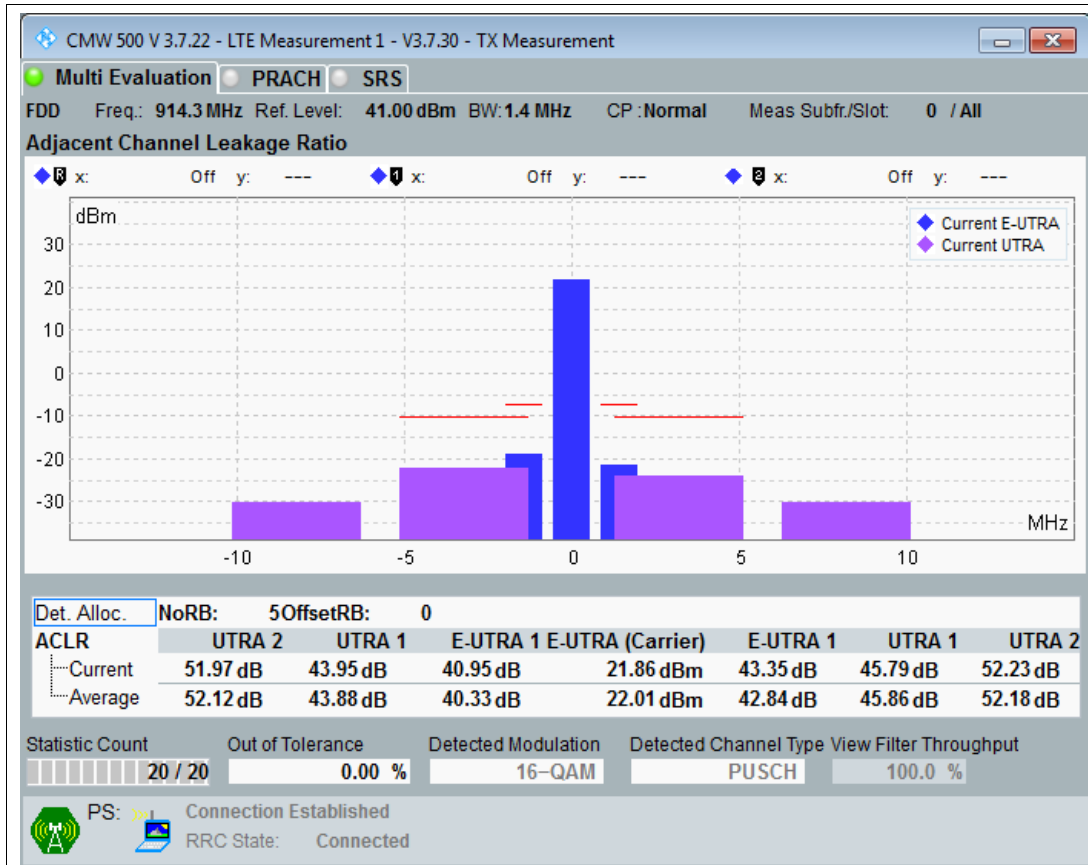 CMW 500 V 3.7.22 - LTE Measurement 1 - V3.7.30 - TX Measurement
Multi Evaluation PRACH SRS
FDD Freq.: 914.3 MHz Ref. Level: 41.00 dBm BW: 1.4 MHz CP : Normal Meas Subfr./Slot: 0 / All
Adjacent Channel Leakage Ratio
R x: Off y: --- 1 x: Off y: --- 2 x: Off y: ---
dBm
Current E-UTRA
Current UTRA
30
20
10
0
-10
-20
-30
MHz
-10 -5 0 5 10
Det. Alloc. NoRB: 5 OffsetRB: 0
ACLR UTRA 2 UTRA 1 E-UTRA 1 E-UTRA (Carrier) E-UTRA 1 UTRA 1 UTRA 2
Current 51.97 dB 43.95 dB 40.95 dB 21.86 dBm 43.35 dB 45.79 dB 52.23 dB
Average 52.12 dB 43.88 dB 40.33 dB 22.01 dBm 42.84 dB 45.86 dB 52.18 dB
Statistic Count Out of Tolerance Detected Modulation Detected Channel Type View Filter Throughput
20 / 20 0.00 % 16-QAM PUSCH 100.0 %
PS: Connection Established
RRC State: Connected